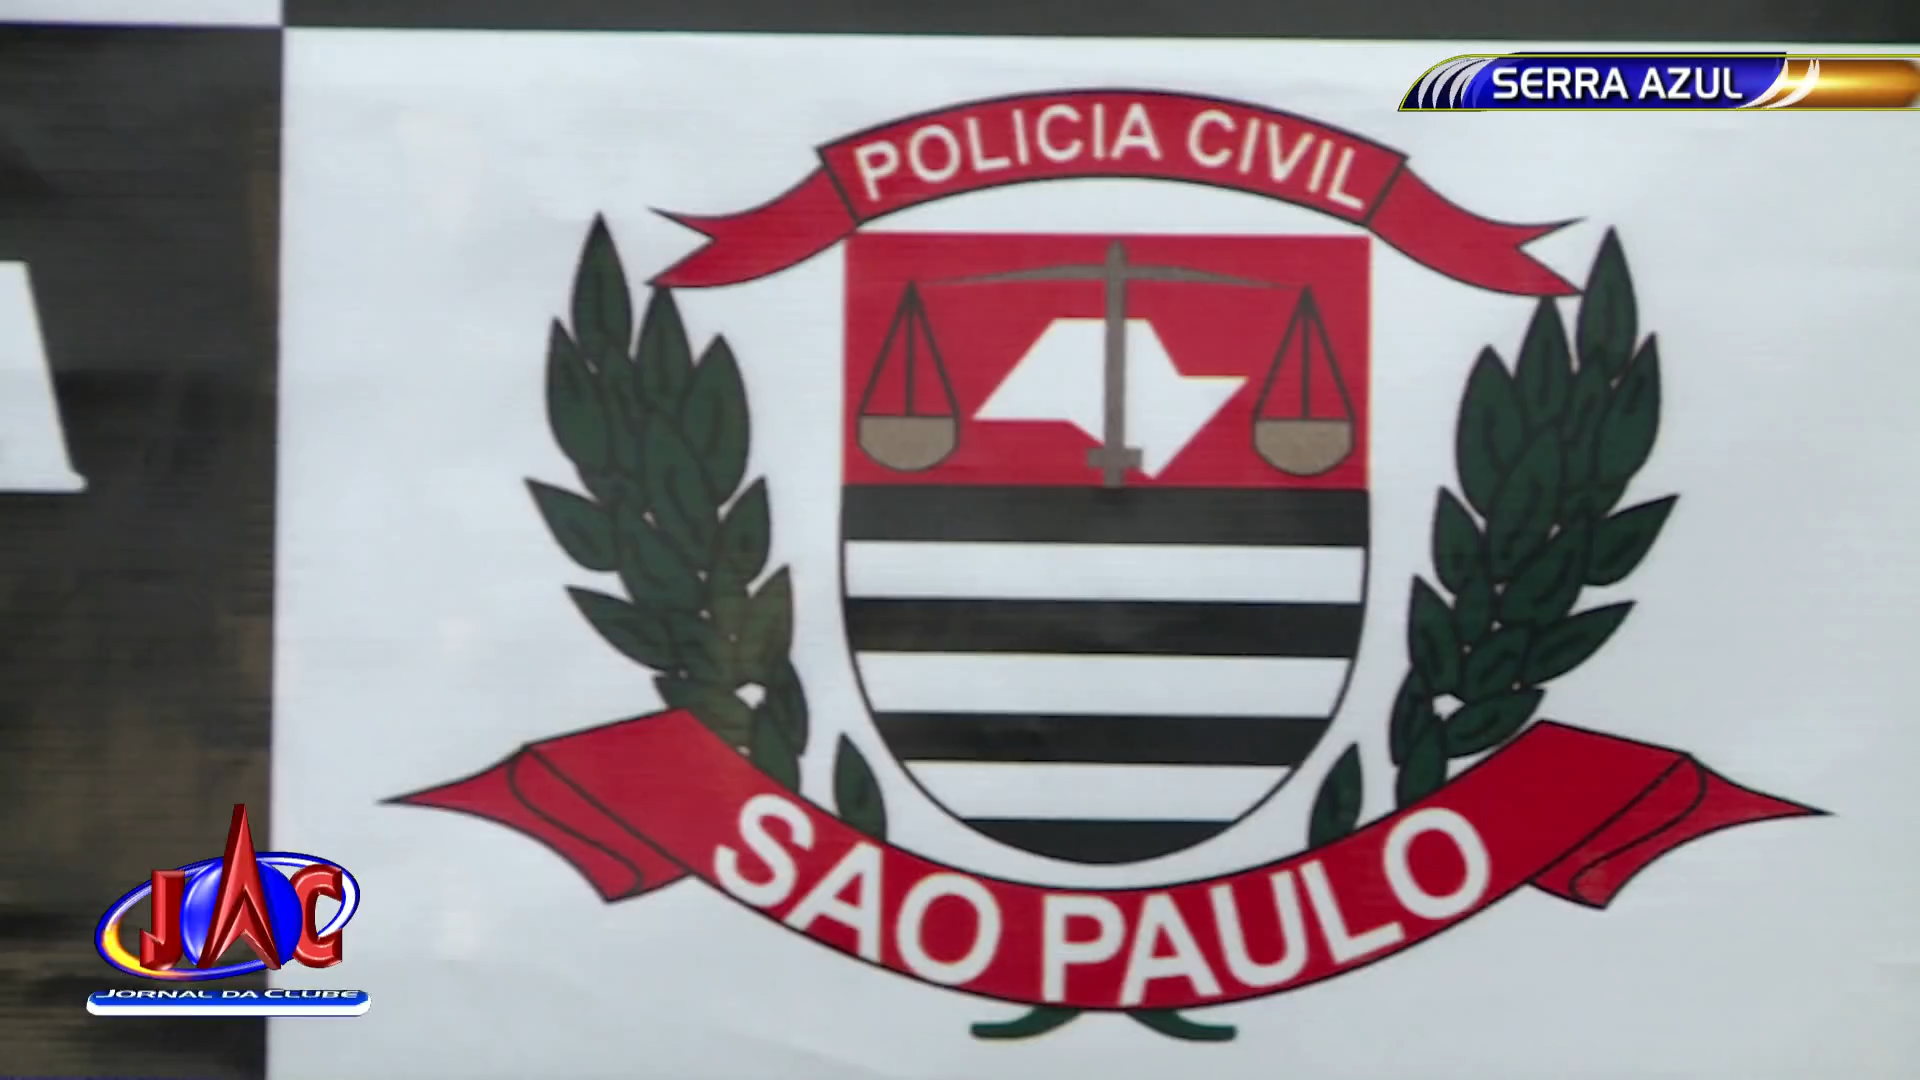 SERRA AZUL
POLICIA CIVIL
SAO PAULO
JAC
JORNAL DA CLUBE